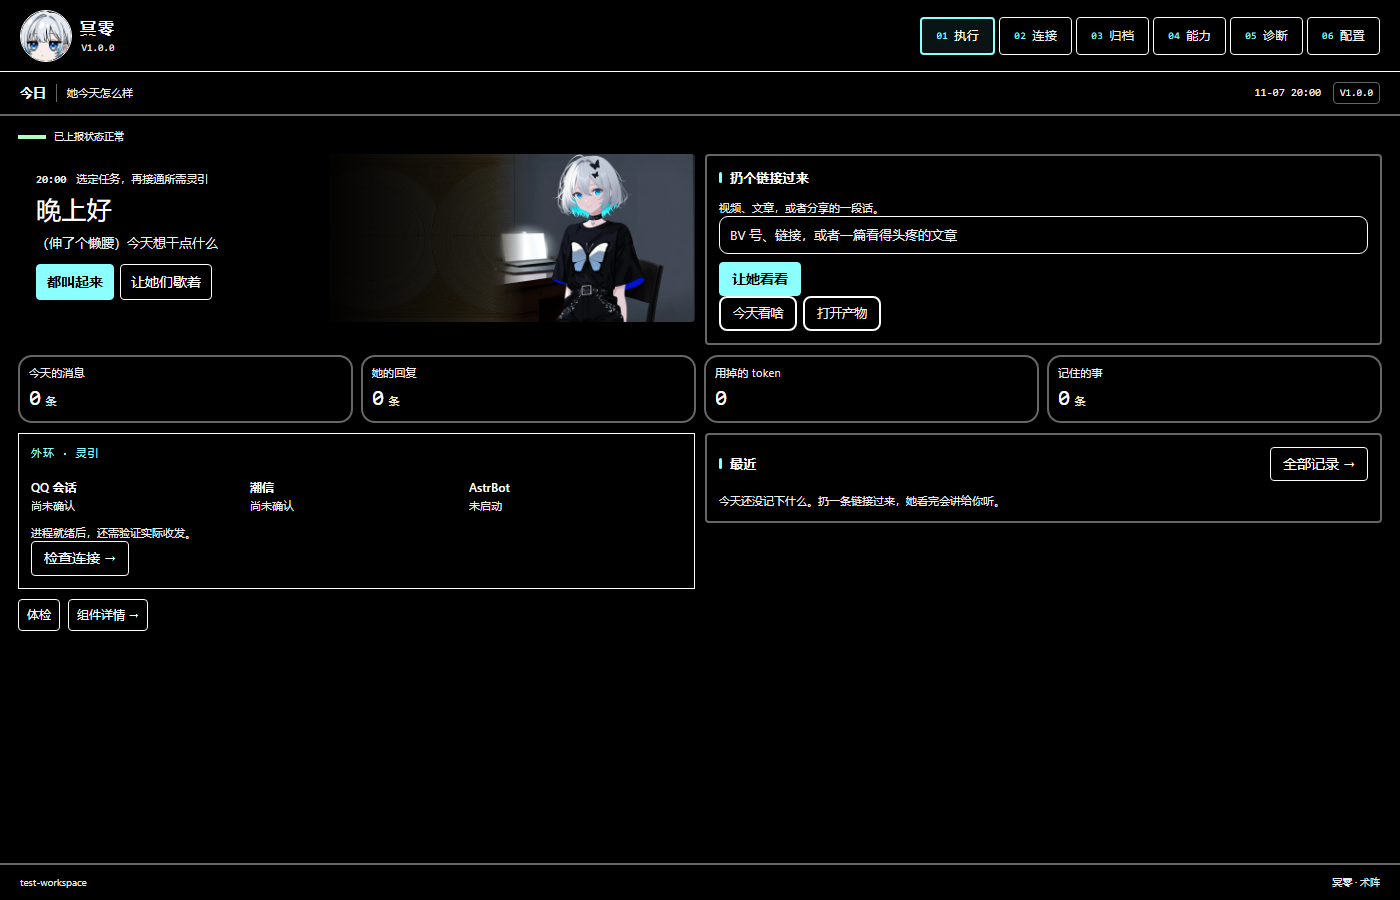 冥零
V1.0.0
01 执行
02 连接
03 归档
04 能力
05 诊断
06 配置
今日
她今天怎么样
11-07 20:00
V1.0.0
已上报状态正常
20:00 选定任务，再接通所需灵引
晚上好
（伸了个懒腰）今天想干点什么
都叫起来
让她们歇着
扔个链接过来
视频、文章，或者分享的一段话。
BV 号、链接，或者一篇看得头疼的文章
让她看看
今天看啥
打开产物
今天的消息
0 条
她的回复
0 条
用掉的 token
0
记住的事
0 条
外环 · 灵引
QQ 会话
尚未确认
潮信
尚未确认
AstrBot
未启动
进程就绪后，还需验证实际收发。
检查连接 →
最近
全部记录 →
今天还没记下什么。扔一条链接过来，她看完会讲给你听。
体检
组件详情 →
test-workspace
冥零 · 术阵